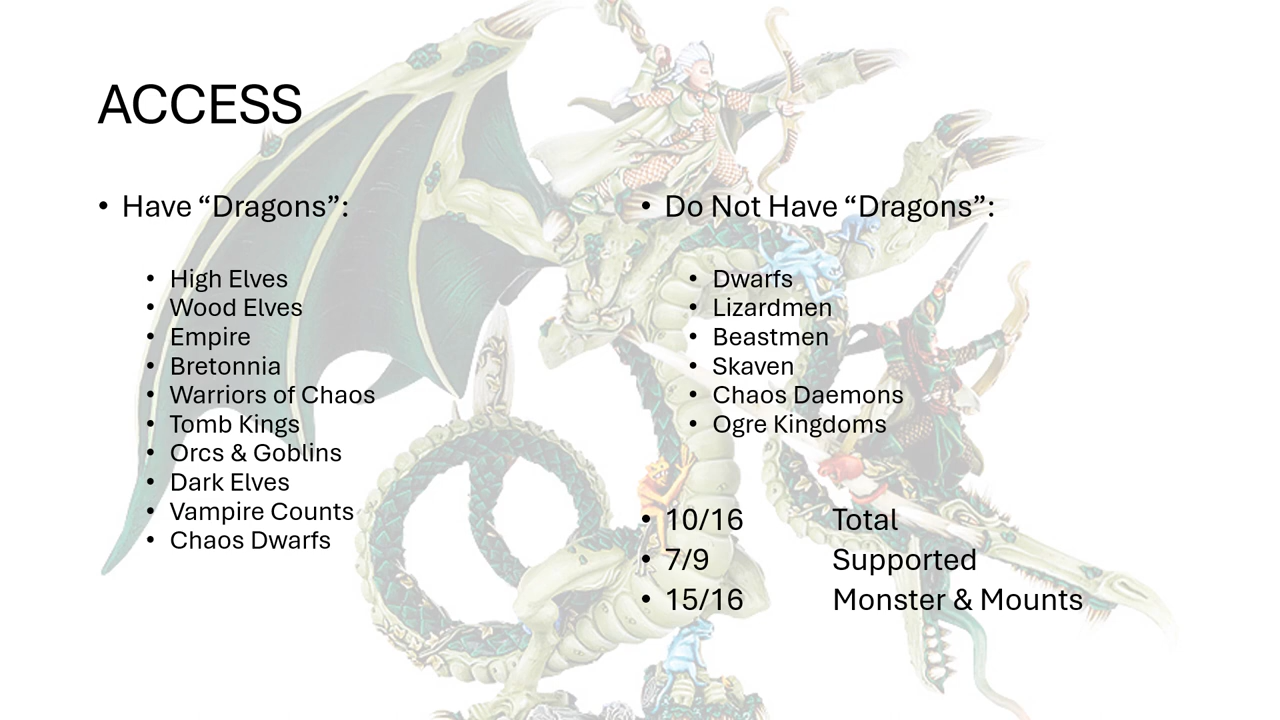 ACCESS
• Have “Dragons”:
• High Elves
• Wood Elves
• Empire
• Bretonnia
• Warriors of Chaos
• Tomb Kings
• Orcs & Goblins
• Dark Elves
• Vampire Counts
• Chaos Dwarfs
• Do Not Have “Dragons”:
• Dwarfs
• Lizardmen
• Beastmen
• Skaven
• Chaos Daemons
• Ogre Kingdoms
• 10/16 Total
• 7/9 Supported
• 15/16 Monster & Mounts